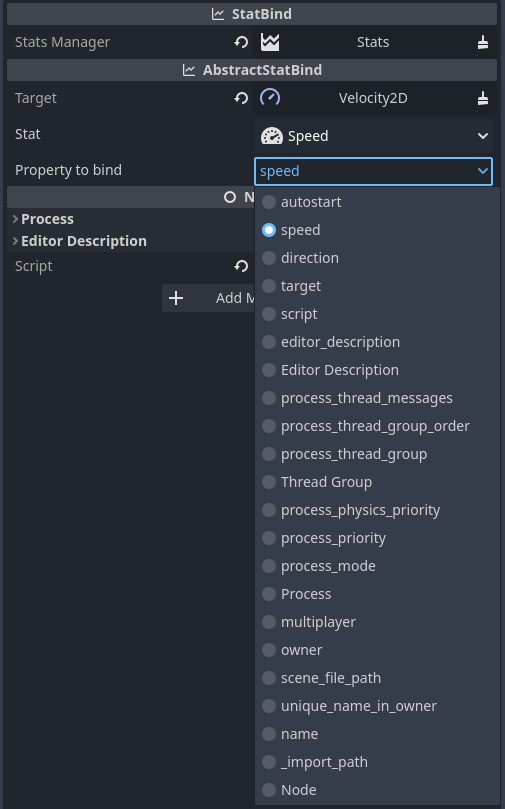 StatBind
Stats Manager Stats
AbstractStatBind
Target Velocity2D
Stat Speed
Property to bind speed
N
autostart
Process
speed
Editor Description
direction
Script
target
Add M
script
editor_description
Editor Description
process_thread_messages
process_thread_group_order
process_thread_group
Thread Group
process_physics_priority
process_priority
process_mode
Process
multiplayer
owner
scene_file_path
unique_name_in_owner
name
_import_path
Node